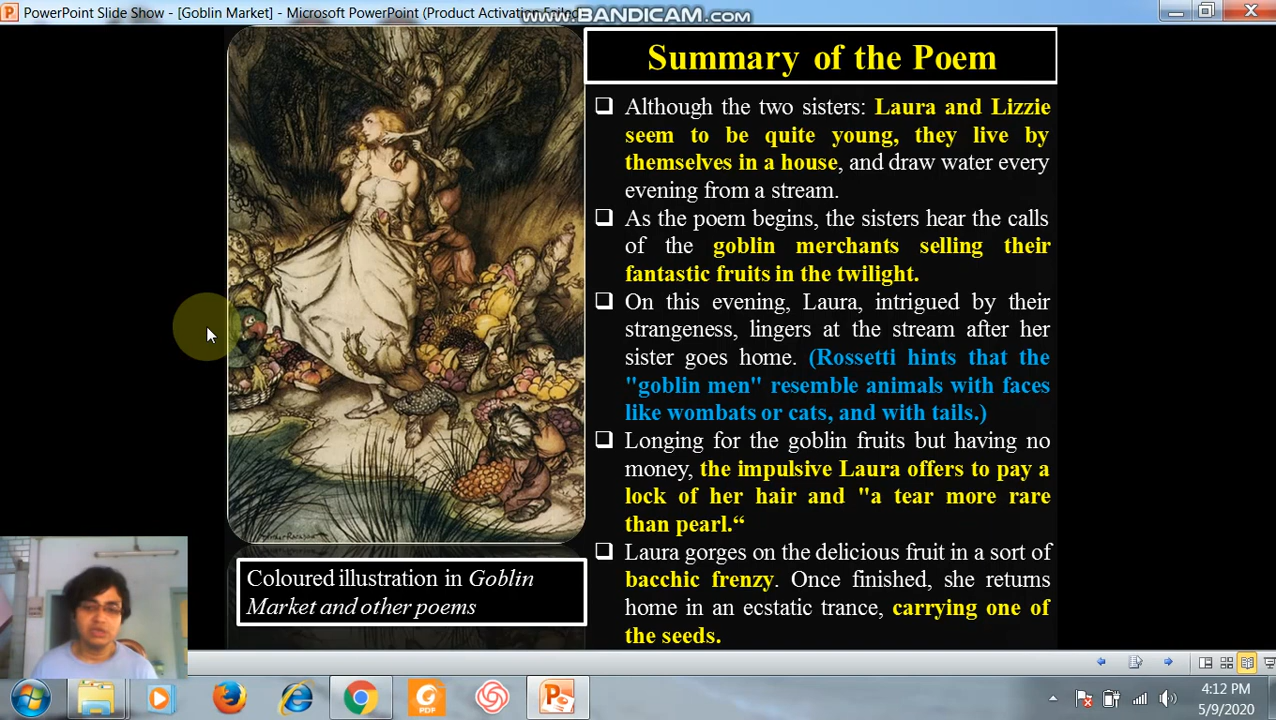 PowerPoint Slide Show - [Goblin Market] - Microsoft PowerPoint (Product Activation
www.BANDICAM.com
Summary of the Poem
❑ Although the two sisters: Laura and Lizzie
seem to be quite young, they live by
themselves in a house, and draw water every
evening from a stream.
❑ As the poem begins, the sisters hear the calls
of the goblin merchants selling their
fantastic fruits in the twilight.
❑ On this evening, Laura, intrigued by their
strangeness, lingers at the stream after her
sister goes home. (Rossetti hints that the
"goblin men" resemble animals with faces
like wombats or cats, and with tails.)
❑ Longing for the goblin fruits but having no
money, the impulsive Laura offers to pay a
lock of her hair and "a tear more rare
than pearl.“
❑ Laura gorges on the delicious fruit in a sort of
bacchic frenzy. Once finished, she returns
home in an ecstatic trance, carrying one of
the seeds.
Coloured illustration in Goblin
Market and other poems
PDF
4:12 PM
5/9/2020